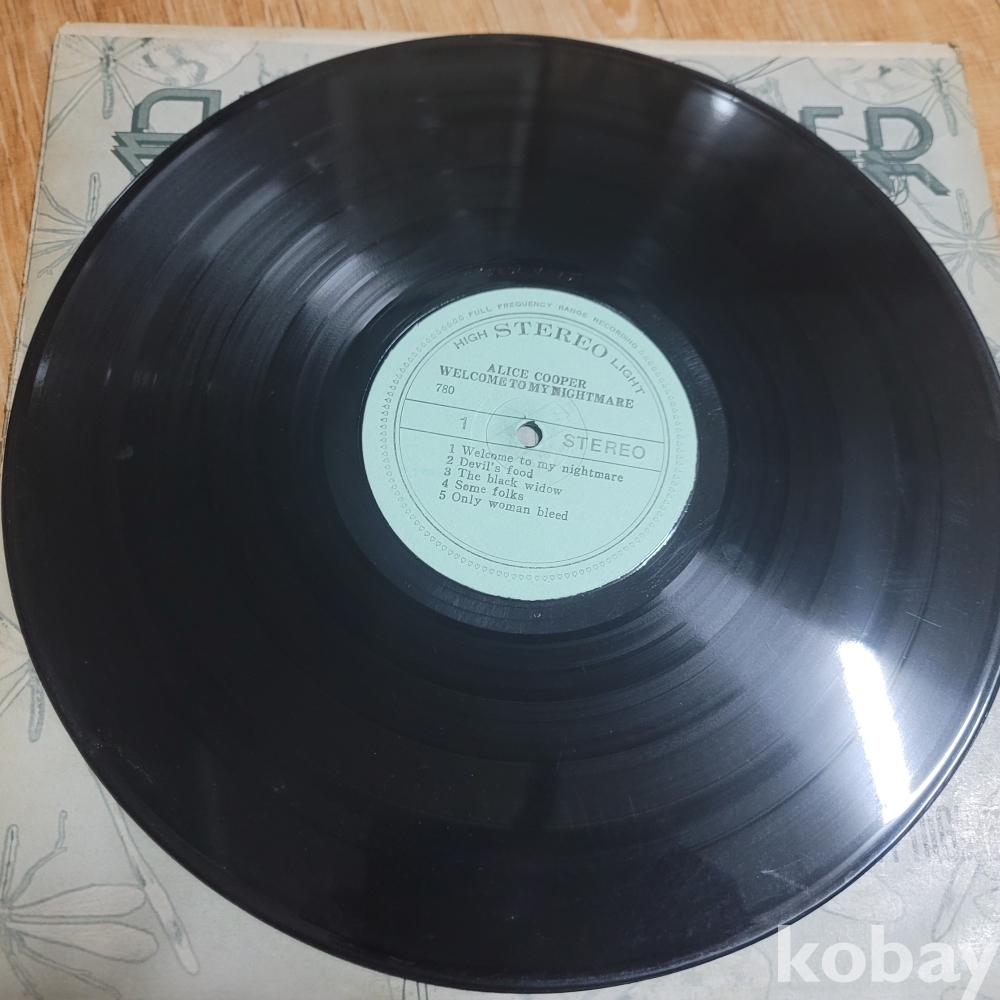 FULL FREQUENCY RANGE RECORDING
HIGH STEREO LIGHT
ALICE COOPER
WELCOME TO MY NIGHTMARE
780
1 STEREO
1 Welcome to my nightmare
2 Devil's food
3 The black widow
4 Some folks
5 Only woman bleed
kobay